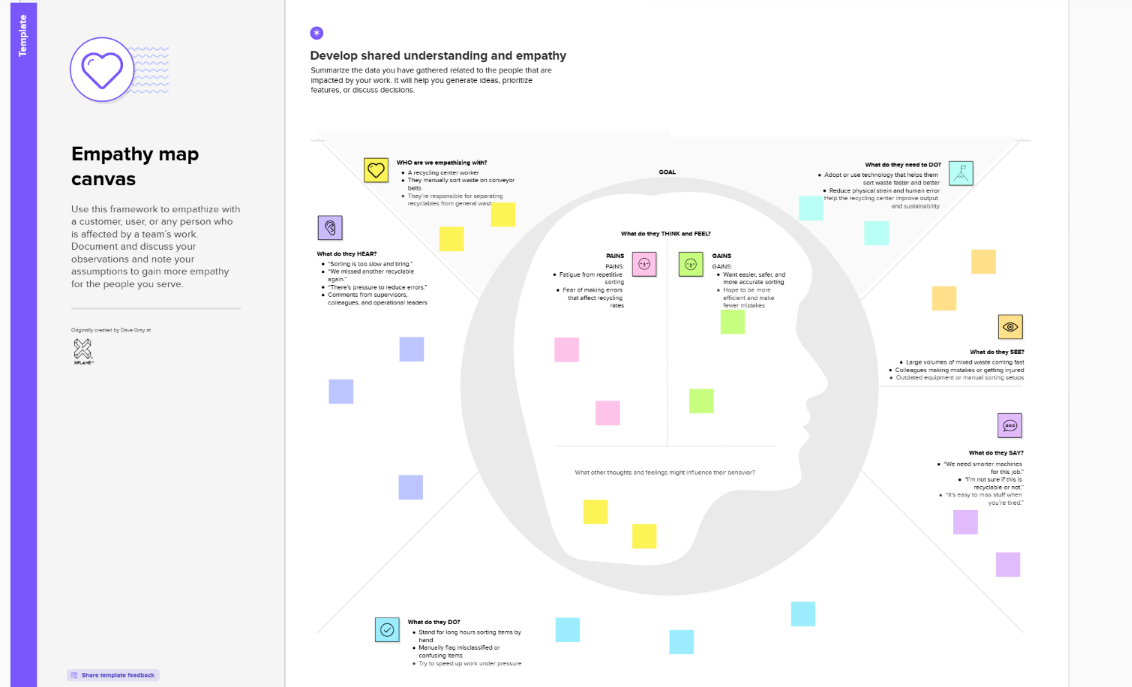 Template
Empathy map
canvas
Use this framework to empathize with
a customer, user, or any person who
is affected by a team's work.
Document and discuss your
observations and note your
assumptions to gain more empathy
for the people you serve.
Originally created by Dave Gray at
XPLANE
Share template feedback
Develop shared understanding and empathy
Summarize the data you have gathered related to the people that are
impacted by your work. It will help you generate ideas, prioritize
features, or discuss decisions.
WHO are we empathizing with?
• A recycling center worker
• They manually sort waste on conveyor
belts
• They're responsible for separating
recyclables from general waste
GOAL
What do they need to DO?
• Adopt or use technology that helps them
sort waste faster and better
• Reduce physical strain and human error
Help the recycling center improve output
and sustainability
What do they HEAR?
• "Sorting is too slow and tiring."
• "We missed another recyclable
again."
• "There's pressure to reduce errors."
• Comments from supervisors,
colleagues, and operational leaders
What do they THINK and FEEL?
PAINS
PAINS:
• Fatigue from repetitive
sorting
• Fear of making errors
that affect recycling
rates
GAINS
GAINS:
• Want easier, safer, and
more accurate sorting
• Hope to be more
efficient and make
fewer mistakes
What do they SEE?
• Large volumes of mixed waste coming fast
• Colleagues making mistakes or getting injured
• Outdated equipment or manual sorting setups
What do they SAY?
• "We need smarter machines
for this job."
• "I'm not sure if this is
recyclable or not."
• "It's easy to miss stuff when
you're tired."
What other thoughts and feelings might influence their behavior?
What do they DO?
• Stand for long hours sorting items by
hand
• Manually flag misclassified or
confusing items
• Try to speed up work under pressure